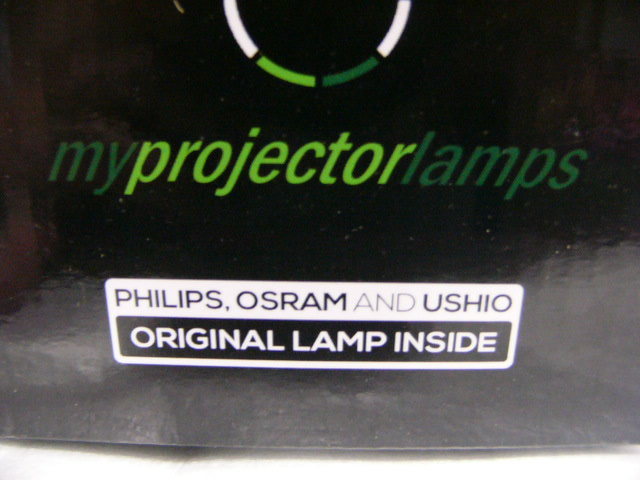 myprojectorlamps
PHILIPS, OSRAM AND USHIO
ORIGINAL LAMP INSIDE